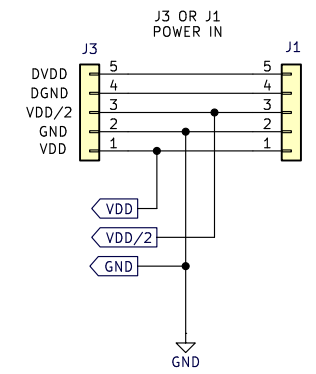 J3 OR J1
POWER IN
J3
J1
DVDD 5 5
DGND 4 4
VDD/2 3 3
GND 2 2
VDD 1 1
VDD
VDD/2
GND
GND